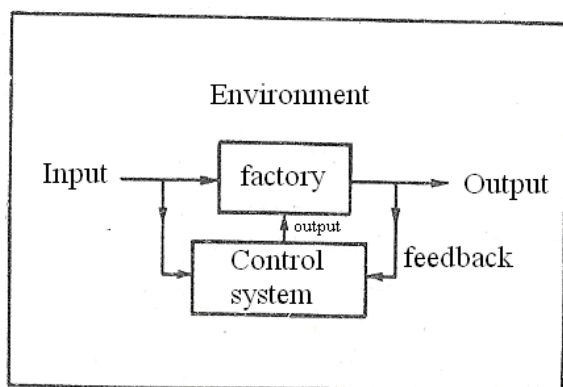 Environment
Input
factory
Output
output
Control
system
feedback